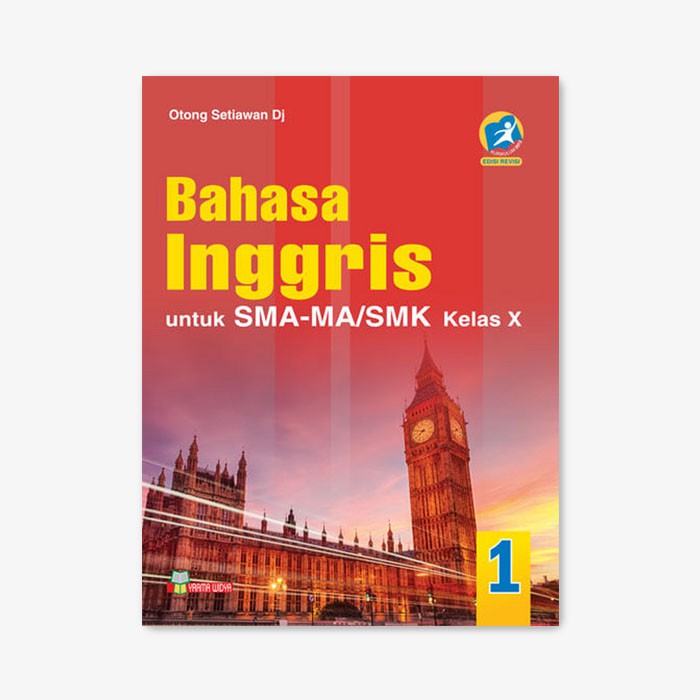 Otong Setiawan Dj
EDISI REVISI
Bahasa
Inggris
untuk SMA-MA/SMK Kelas X
1
YRAMA WIDYA